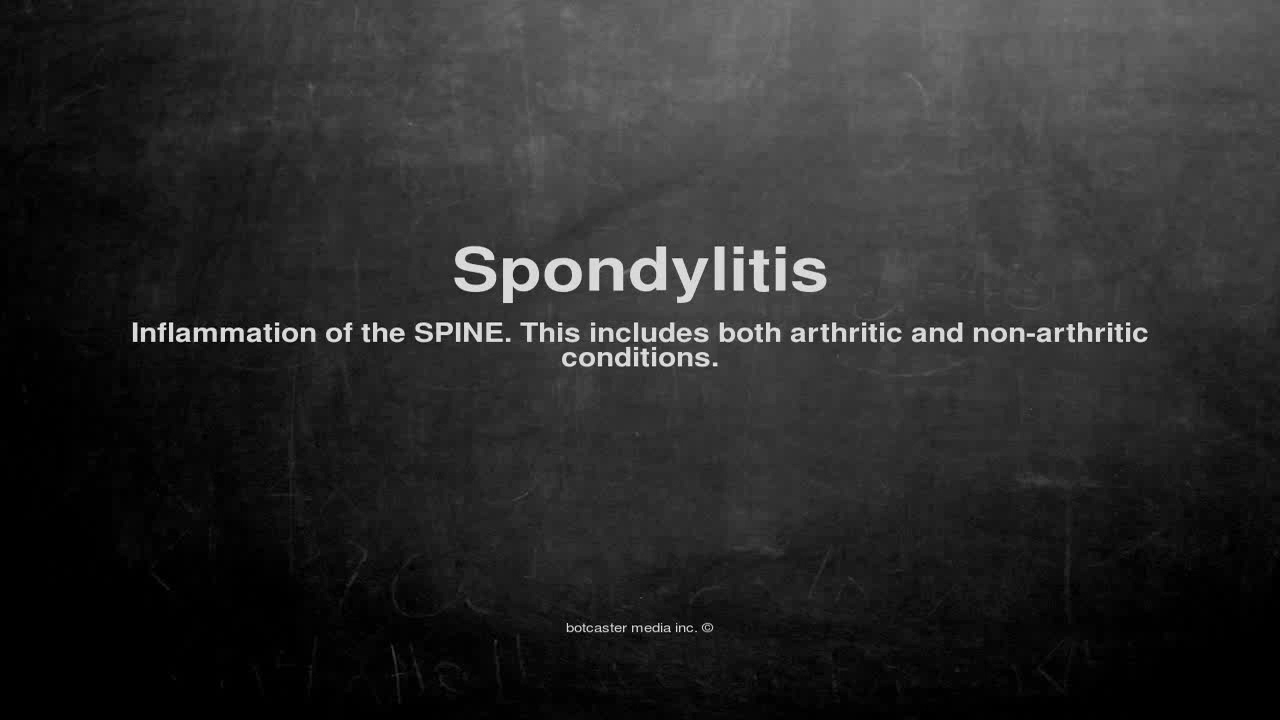 Spondylitis
Inflammation of the SPINE. This includes both arthritic and non-arthritic
conditions.
botcaster media inc. ©